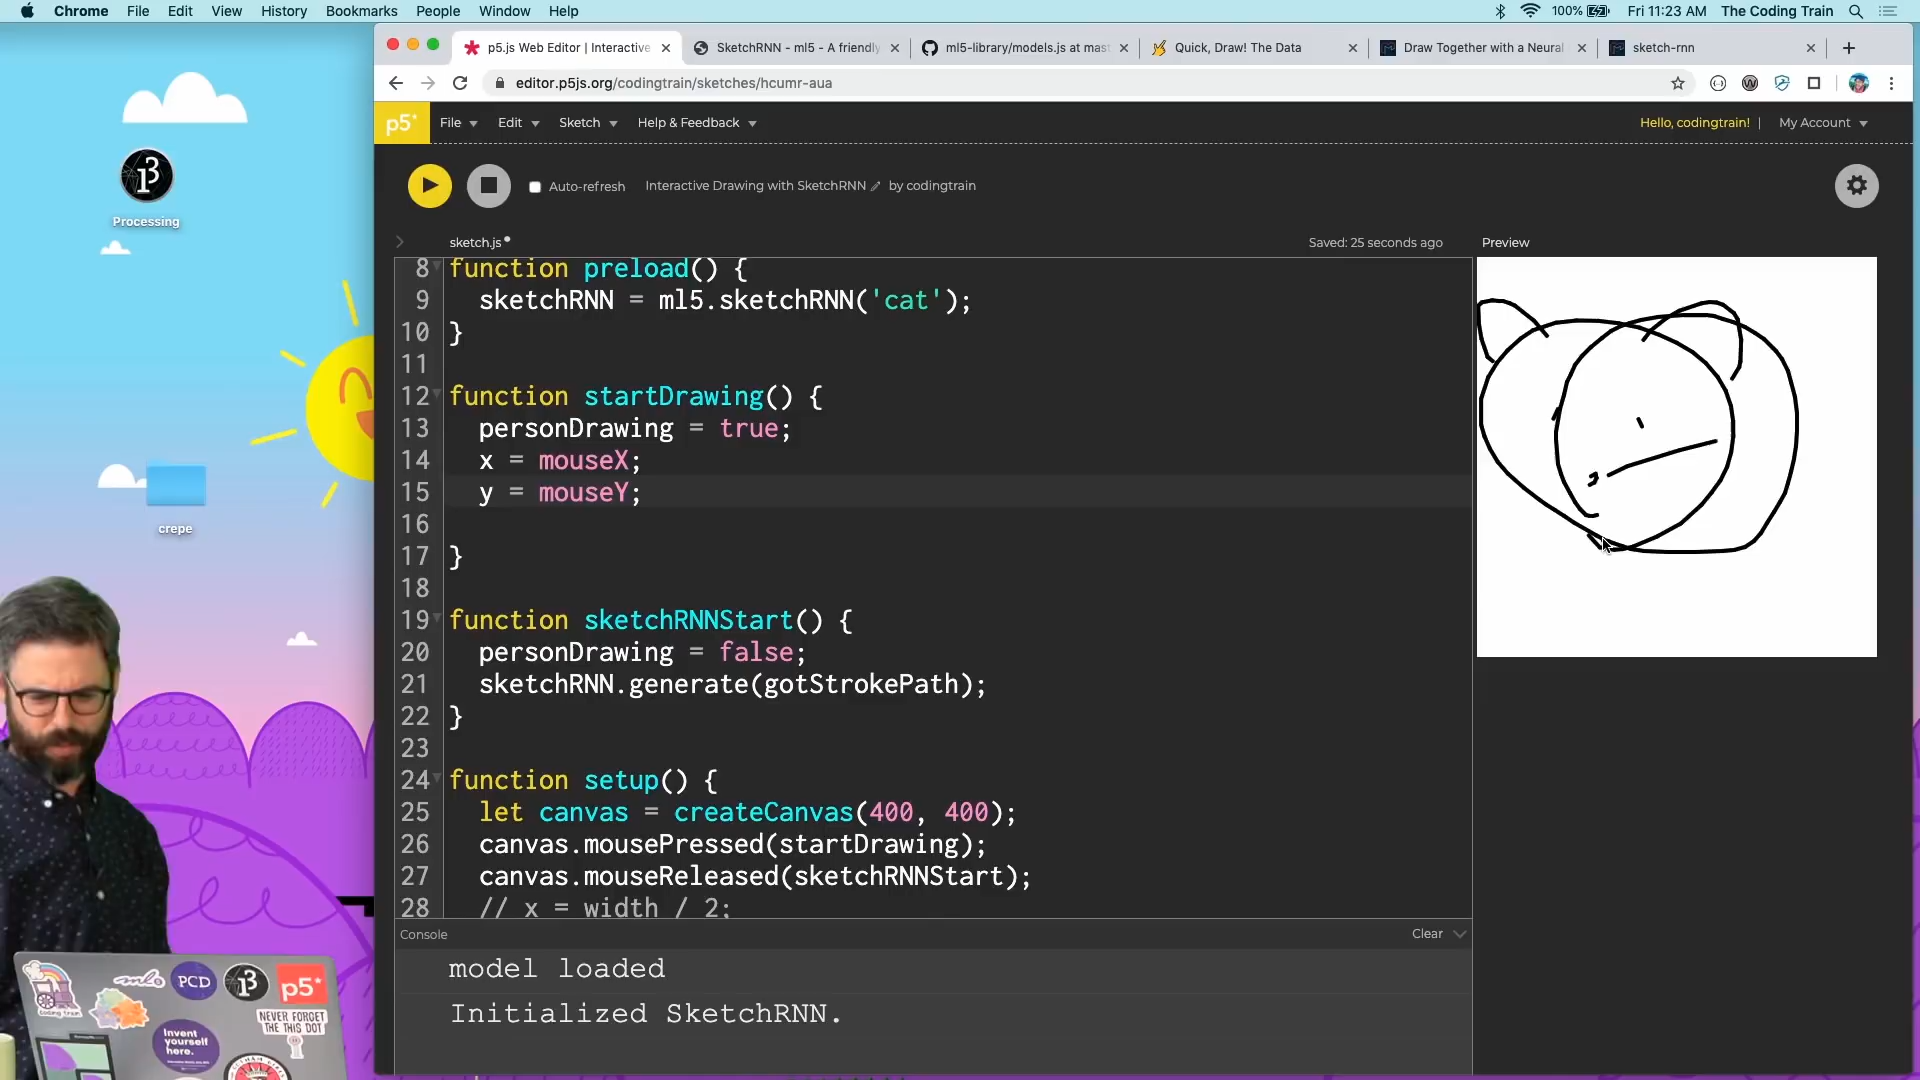 Chrome File Edit View History Bookmarks People Window Help
100% Fri 11:23 AM The Coding Train
p5.js Web Editor | Interactive
SketchRNN - ml5 - A friendly
ml5-library/models.js at mast
Quick, Draw! The Data
Draw Together with a Neural
sketch-rnn
editor.p5js.org/codingtrain/sketches/hcumr-aua
p5* File Edit Sketch Help & Feedback
Hello, codingtrain! | My Account
Auto-refresh Interactive Drawing with SketchRNN by codingtrain
sketch.js Saved: 25 seconds ago Preview
8 function preload() {
9 sketchRNN = ml5.sketchRNN('cat');
10 }
11
12 function startDrawing() {
13 personDrawing = true;
14 x = mouseX;
15 y = mouseY;
16
17 }
18
19 function sketchRNNStart() {
20 personDrawing = false;
21 sketchRNN.generate(gotStrokePath);
22 }
23
24 function setup() {
25 let canvas = createCanvas(400, 400);
26 canvas.mousePressed(startDrawing);
27 canvas.mouseReleased(sketchRNNStart);
28 // x = width / 2;
Console Clear
model loaded
Initialized SketchRNN.
Processing
crepe
coding train
ml5
PCD
p5*
NEVER FORGET
THE THIS DOT
Invent
yourself
here.